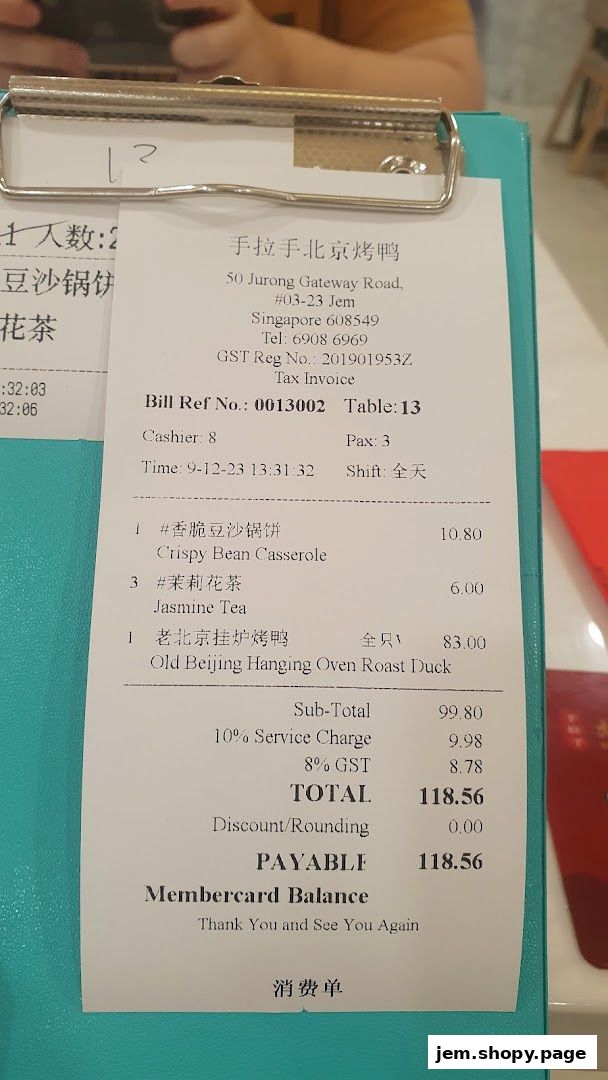 13
人数:2
豆沙锅饼
花茶
:32:03
32:06
手拉手北京烤鸭
50 Jurong Gateway Road,
#03-23 Jem
Singapore 608549
Tel: 6908 6969
GST Reg No.: 201901953Z
Tax Invoice
Bill Ref No.: 0013002 Table:13
Cashier: 8 Pax: 3
Time: 9-12-23 13:31:32 Shift: 全天
1 #香脆豆沙锅饼 10.80
Crispy Bean Casserole
3 #茉莉花茶 6.00
Jasmine Tea
1 老北京挂炉烤鸭 全只 83.00
Old Beijing Hanging Oven Roast Duck
Sub-Total 99.80
10% Service Charge 9.98
8% GST 8.78
TOTAL 118.56
Discount/Rounding 0.00
PAYABLE 118.56
Membercard Balance
Thank You and See You Again
消费单
jem.shopy.page